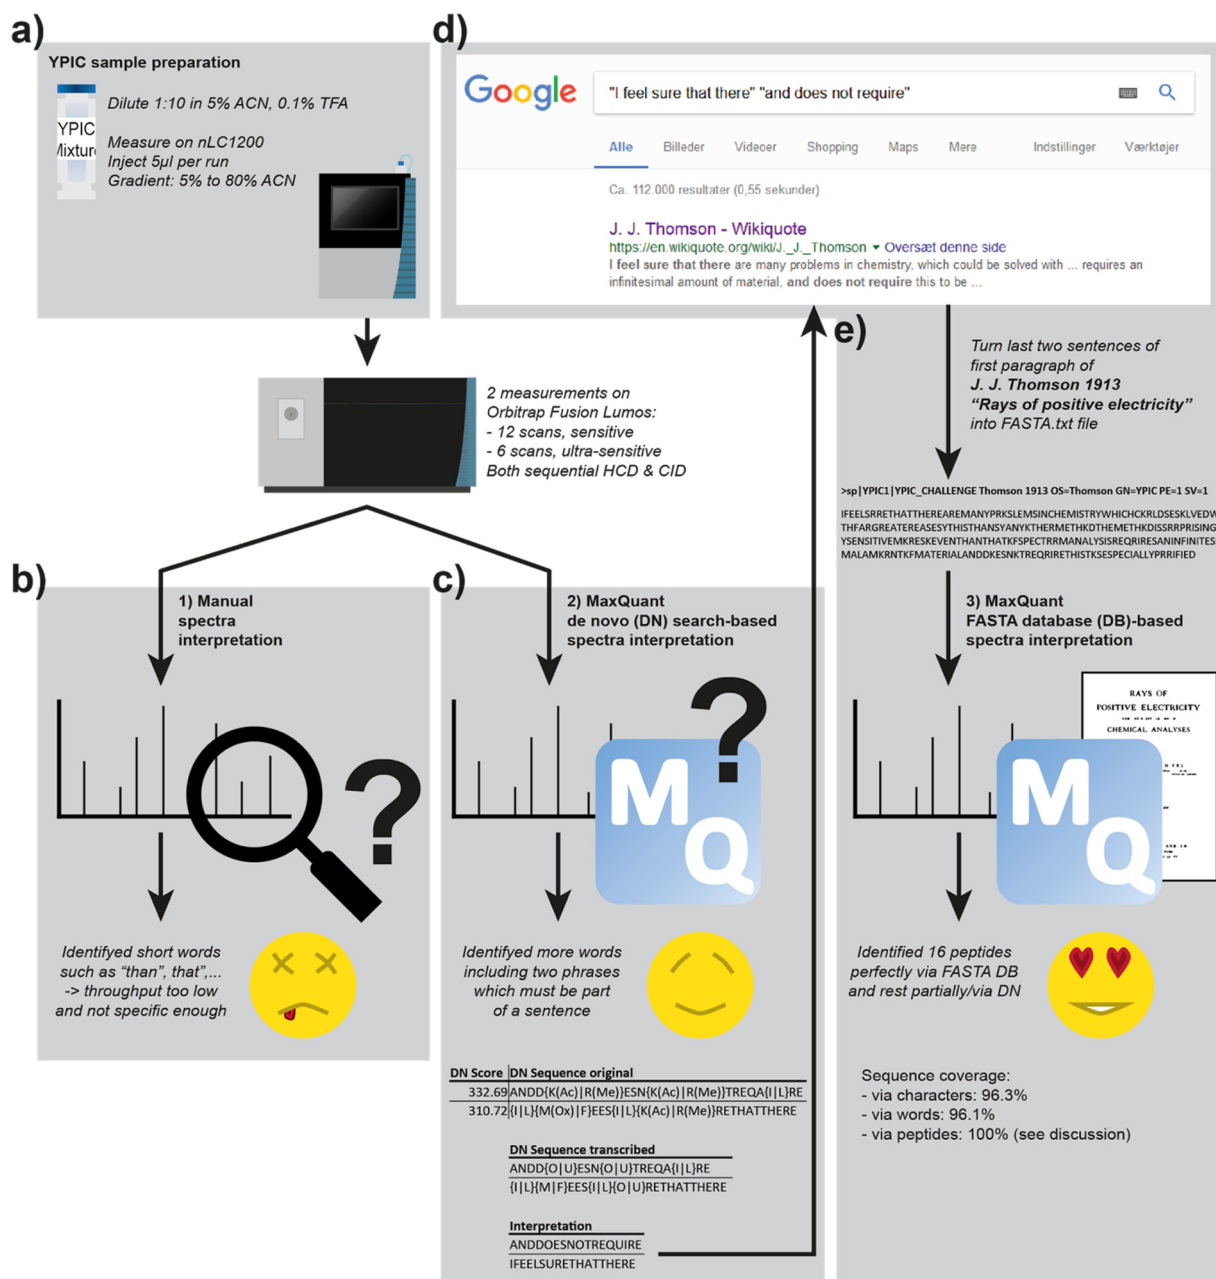 a)
YPIC sample preparation
YPIC
Mixture
Dilute 1:10 in 5% ACN, 0.1% TFA
Measure on nLC1200
Inject 5µl per run
Gradient: 5% to 80% ACN
2 measurements on
Orbitrap Fusion Lumos:
- 12 scans, sensitive
- 6 scans, ultra-sensitive
Both sequential HCD & CID
b)
1) Manual
spectra
interpretation
?
Identifyed short words
such as “than”, that”,...
-> throughput too low
and not specific enough
c)
2) MaxQuant
de novo (DN) search-based
spectra interpretation
?
M
Q
Identifyed more words
including two phrases
which must be part
of a sentence
DN Score DN Sequence original
332.69 ANDD{K(Ac)|R(Me)}ESN{K(Ac)|R(Me)}TREQA{I|L}RE
310.72 {I|L}{M(Ox)|F}EES{I|L}{K(Ac)|R(Me)}RETHATTHERE
DN Sequence transcribed
ANDD{O|U}ESN{O|U}TREQA{I|L}RE
{I|L}{M|F}EES{I|L}{O|U}RETHATTHERE
Interpretation
ANDDOESNOTREQUIRE
IFEELSURETHATTHERE
d)
Google
"I feel sure that there" "and does not require"
Alle Billeder Videoer Shopping Maps Mere Indstillinger Værktøjer
Ca. 112.000 resultater (0,55 sekunder)
J. J. Thomson - Wikiquote
https://en.wikiquote.org/wiki/J._J._Thomson Oversæt denne side
I feel sure that there are many problems in chemistry, which could be solved with ... requires an
infinitesimal amount of material, and does not require this to be ...
e)
Turn last two sentences of
first paragraph of
J. J. Thomson 1913
“Rays of positive electricity”
into FASTA.txt file
>sp|YPIC1|YPIC_CHALLENGE Thomson 1913 OS=Thomson GN=YPIC PE=1 SV=1
IFEELSRRETHATTHEREAREMANYPRKSLEMSINCHEMISTRYWHICHCKRLDSESKLVEDW
THFARGREATEREASESYTHISTHANSYANYKTHERMETHKDTHEMETHKDISSRRPRISING
YSENSITIVEMKRESKEVENTHANTHATKFSPECTRRMANALYSISREQRIRESANINFINITES
MALAMKRNTKFMATERIALANDDKESNKTREQRIRETHISTKSESPECIALLYPRRIFIED
3) MaxQuant
FASTA database (DB)-based
spectra interpretation
RAYS OF
POSITIVE ELECTRICITY
CHEMICAL ANALYSES
M
Q
Identified 16 peptides
perfectly via FASTA DB
and rest partially/via DN
Sequence coverage:
- via characters: 96.3%
- via words: 96.1%
- via peptides: 100% (see discussion)